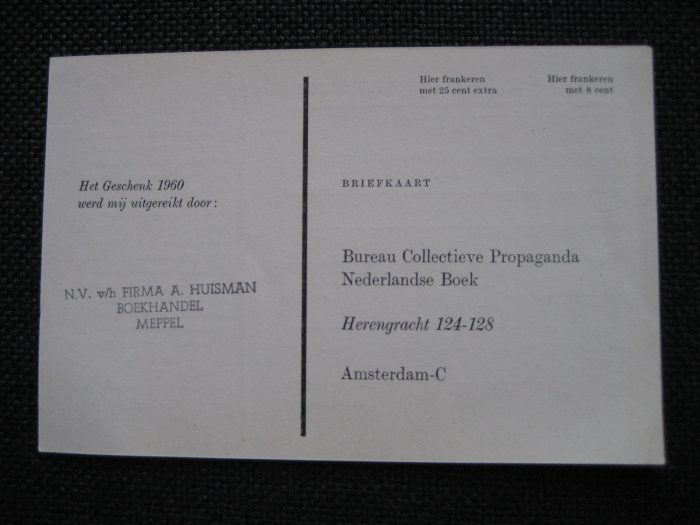 Hier frankeren
met 25 cent extra
Hier frankeren
met 8 cent
Het Geschenk 1960
werd mij uitgereikt door:
N.V. v/h FIRMA A. HUISMAN
BOEKHANDEL
MEPPEL
BRIEFKAART
Bureau Collectieve Propaganda
Nederlandse Boek
Herengracht 124-128
Amsterdam-C